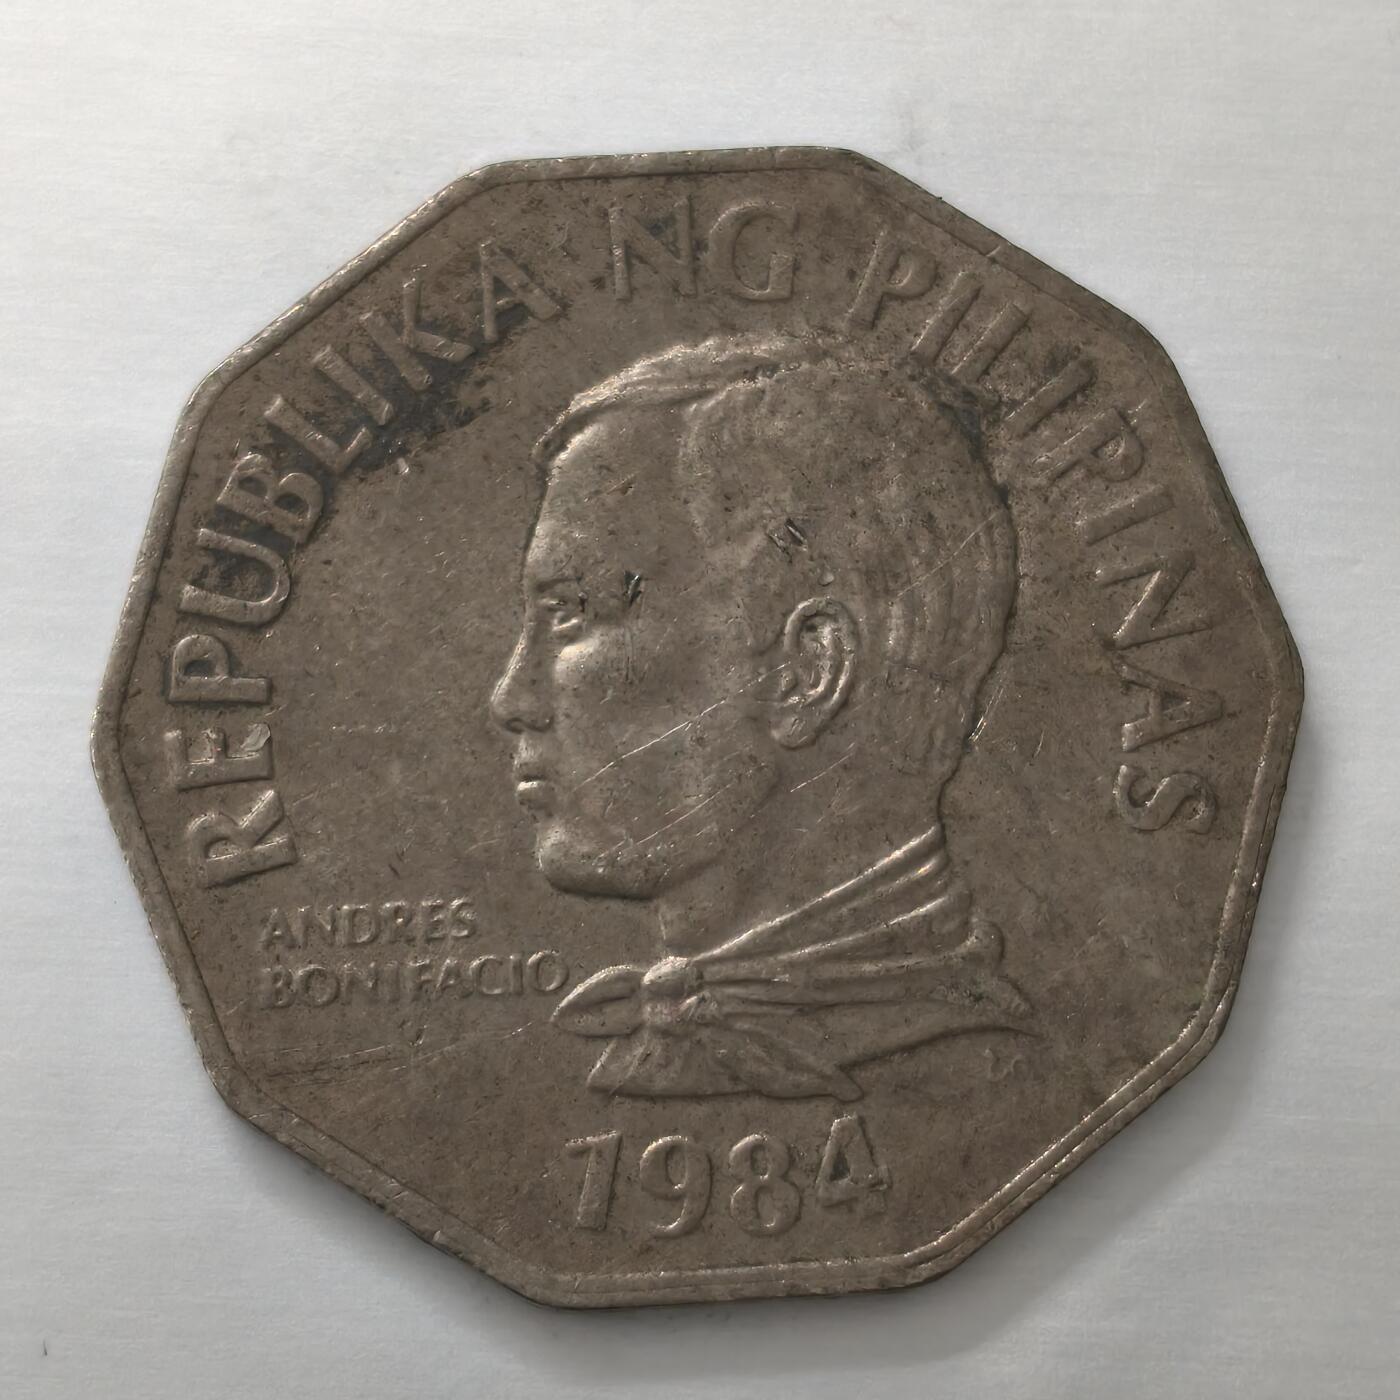 REPUBLIKA NG PILIPINAS
ANDRES
BONIFACIO
1984